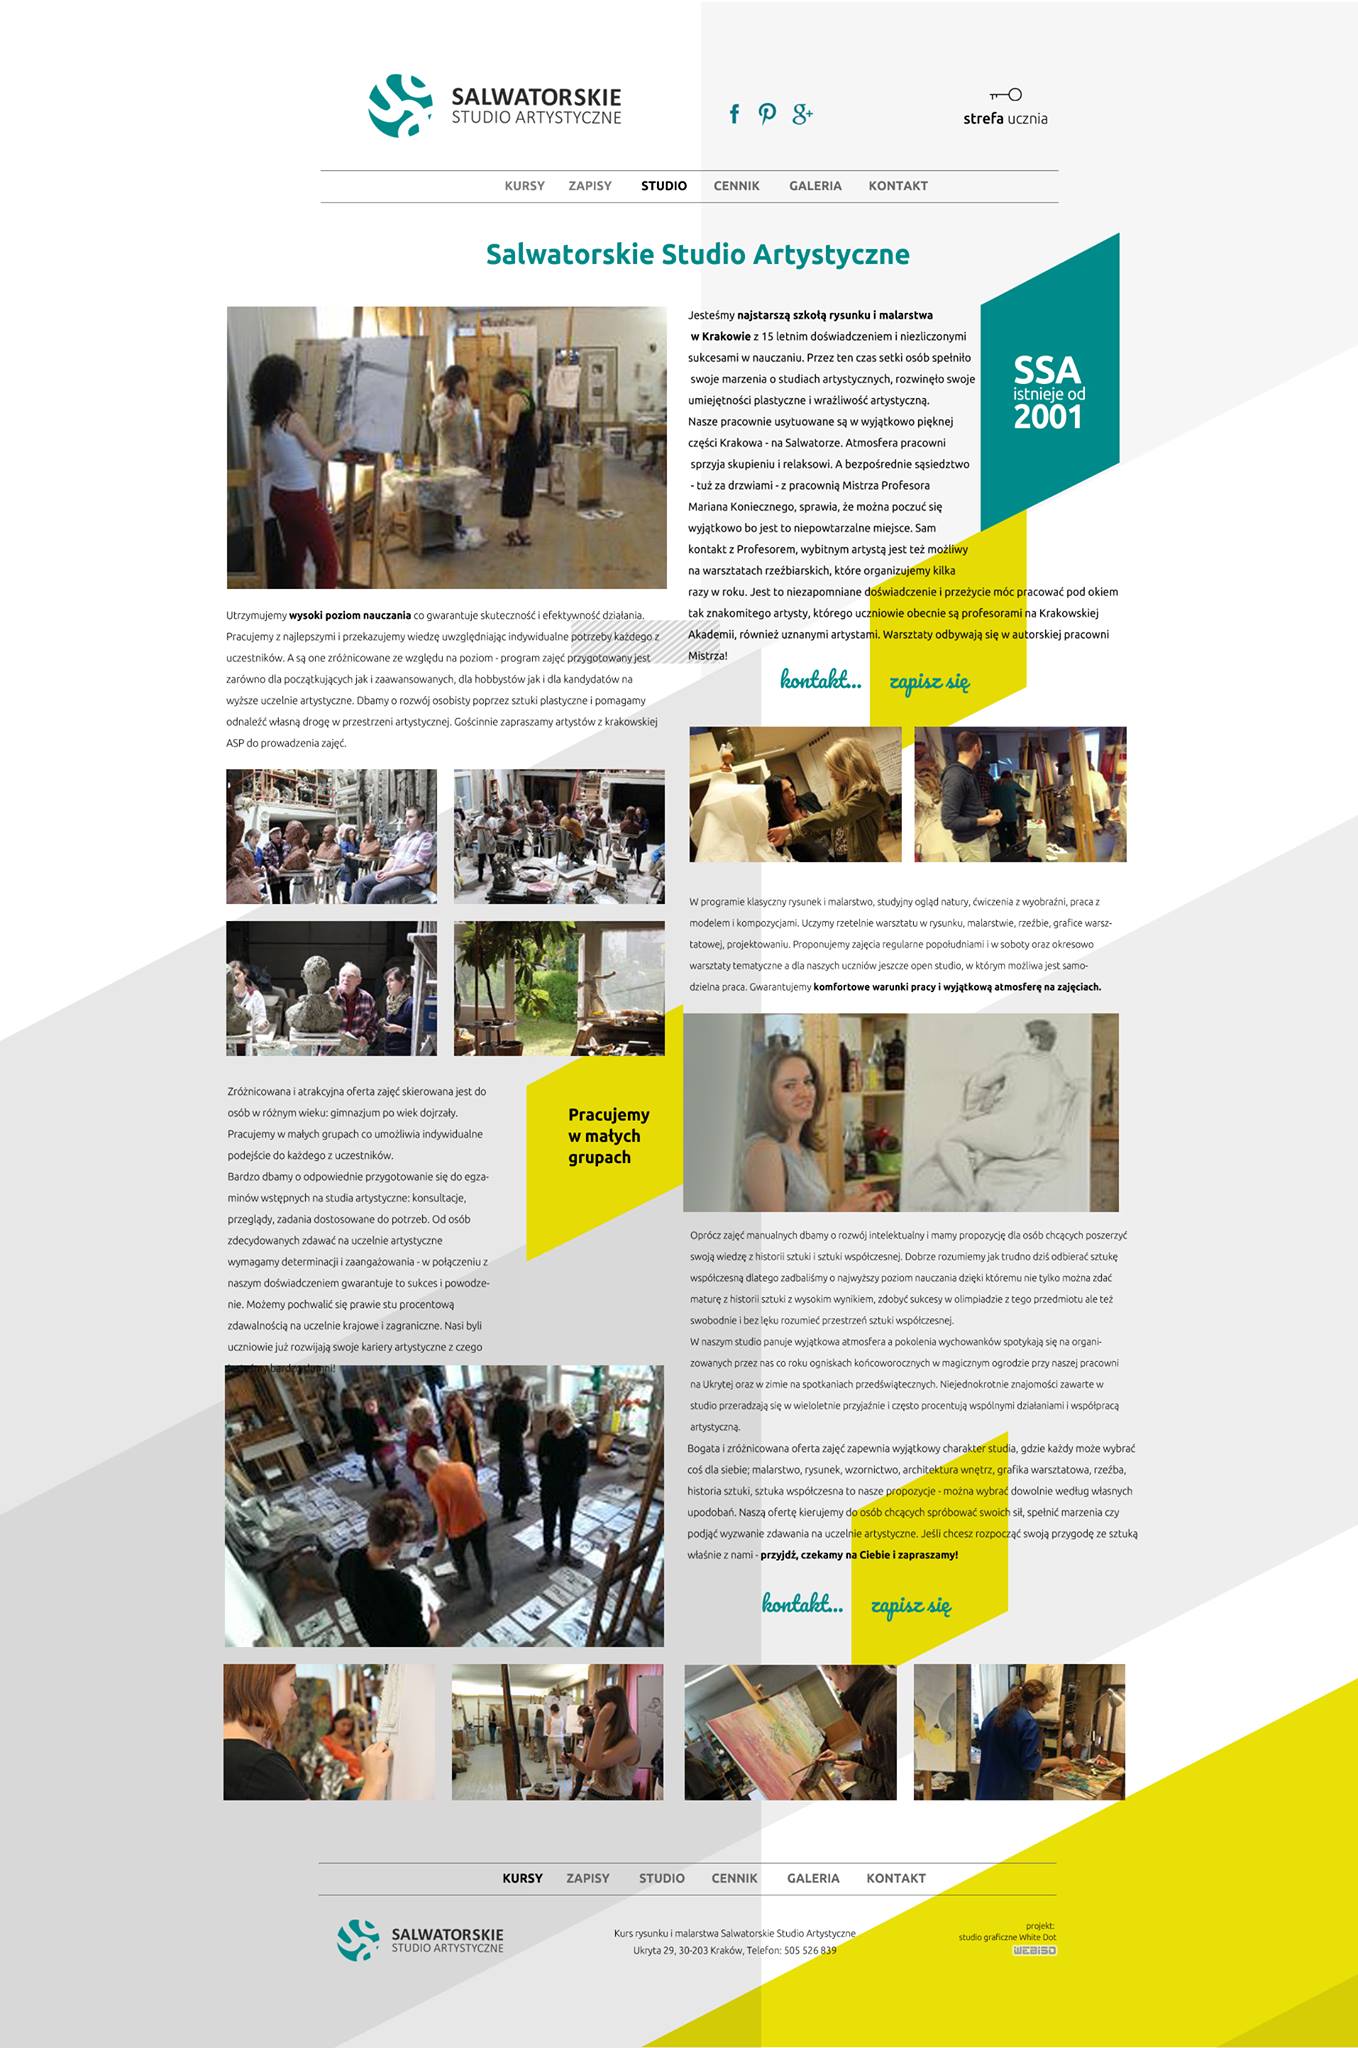 SALWATORSKIE
STUDIO ARTYSTYCZNE
f
g+
strefa ucznia
KURSY ZAPISY STUDIO CENNIK GALERIA KONTAKT
Salwatorskie Studio Artystyczne
Jesteśmy najstarszą szkołą rysunku i malarstwa
w Krakowie z 15 letnim doświadczeniem i niezliczonymi
sukcesami w nauczaniu. Przez ten czas setki osób spełniło
swoje marzenia o studiach artystycznych, rozwinęło swoje
umiejętności plastyczne i wrażliwość artystyczną.
Nasze pracownie usytuowane są w wyjątkowo pięknej
części Krakowa - na Salwatorze. Atmosfera pracowni
sprzyja skupieniu i relaksowi. A bezpośrednie sąsiedztwo
- tuż za drzwiami - z pracownią Mistrza Profesora
Mariana Koniecznego, sprawia, że można poczuć się
wyjątkowo bo jest to niepowtarzalne miejsce. Sam
kontakt z Profesorem, wybitnym artystą jest też możliwy
na warsztatach rzeźbiarskich, które organizujemy kilka
razy w roku. Jest to niezapomniane doświadczenie i przeżycie móc pracować pod okiem
tak znakomitego artysty, którego uczniowie obecnie są profesorami na Krakowskiej
Akademii, również uznanymi artystami. Warsztaty odbywają się w autorskiej pracowni
Mistrza!
SSA
istnieje od
2001
kontakt... zapisz się
Utrzymujemy wysoki poziom nauczania co gwarantuje skuteczność i efektywność działania.
Pracujemy z najlepszymi i przekazujemy wiedzę uwzględniając indywidualne potrzeby każdego z
uczestników. A są one zróżnicowane ze względu na poziom - program zajęć przygotowany jest
zarówno dla początkujących jak i zaawansowanych, dla hobbystów jak i dla kandydatów na
wyższe uczelnie artystyczne. Dbamy o rozwój osobisty poprzez sztuki plastyczne i pomagamy
odnaleźć własną drogę w przestrzeni artystycznej. Gościnnie zapraszamy artystów z krakowskiej
ASP do prowadzenia zajęć.
W programie klasyczny rysunek i malarstwo, studyjny ogląd natury, ćwiczenia z wyobraźni, praca z
modelem i kompozycjami. Uczymy rzetelnie warsztatu w rysunku, malarstwie, rzeźbie, grafice warsz-
tatowej, projektowaniu. Proponujemy zajęcia regularne popołudniami i w soboty oraz okresowo
warsztaty tematyczne a dla naszych uczniów jeszcze open studio, w którym możliwa jest samo-
dzielna praca. Gwarantujemy komfortowe warunki pracy i wyjątkową atmosferę na zajęciach.
Zróżnicowana i atrakcyjna oferta zajęć skierowana jest do
osób w różnym wieku: gimnazjum po wiek dojrzały.
Pracujemy w małych grupach co umożliwia indywidualne
podejście do każdego z uczestników.
Bardzo dbamy o odpowiednie przygotowanie się do egza-
minów wstępnych na studia artystyczne: konsultacje,
przeglądy, zadania dostosowane do potrzeb. Od osób
zdecydowanych zdawać na uczelnie artystyczne
wymagamy determinacji i zaangażowania - w połączeniu z
naszym doświadczeniem gwarantuje to sukces i powodze-
nie. Możemy pochwalić się prawie stu procentową
zdawalnością na uczelnie krajowe i zagraniczne. Nasi byli
uczniowie już rozwijają swoje kariery artystyczne z czego
jesteśmy bardzo dumni!
Pracujemy
w małych
grupach
Oprócz zajęć manualnych dbamy o rozwój intelektualny i mamy propozycję dla osób chcących poszerzyć
swoją wiedzę z historii sztuki i sztuki współczesnej. Dobrze rozumiemy jak trudno dziś odbierać sztukę
współczesną dlatego zadbaliśmy o najwyższy poziom nauczania dzięki któremu nie tylko można zdać
maturę z historii sztuki z wysokim wynikiem, zdobyć sukcesy w olimpiadzie z tego przedmiotu ale też
swobodnie i bez lęku rozumieć przestrzeń sztuki współczesnej.
W naszym studio panuje wyjątkowa atmosfera a pokolenia wychowanków spotykają się na organi-
zowanych przez nas co roku ogniskach końcoworocznych w magicznym ogrodzie przy naszej pracowni
na Ukrytej oraz w zimie na spotkaniach przedświątecznych. Niejednokrotnie znajomości zawarte w
studio przeradzają się w wieloletnie przyjaźnie i często procentują wspólnymi działaniami i współpracą
artystyczną.
Bogata i zróżnicowana oferta zajęć zapewnia wyjątkowy charakter studia, gdzie każdy może wybrać
coś dla siebie; malarstwo, rysunek, wzornictwo, architektura wnętrz, grafika warsztatowa, rzeźba,
historia sztuki, sztuka współczesna to nasze propozycje - można wybrać dowolnie według własnych
upodobań. Naszą ofertę kierujemy do osób chcących spróbować swoich sił, spełnić marzenia czy
podjąć wyzwanie zdawania na uczelnie artystyczne. Jeśli chcesz rozpocząć swoją przygodę ze sztuką
właśnie z nami - przyjdź, czekamy na Ciebie i zapraszamy!
kontakt... zapisz się
KURSY ZAPISY STUDIO CENNIK GALERIA KONTAKT
SALWATORSKIE
STUDIO ARTYSTYCZNE
Kurs rysunku i malarstwa Salwatorskie Studio Artystyczne
Ukryta 29, 30-203 Kraków, Telefon: 505 526 839
projekt:
studio graficzne White Dot
WEBISO